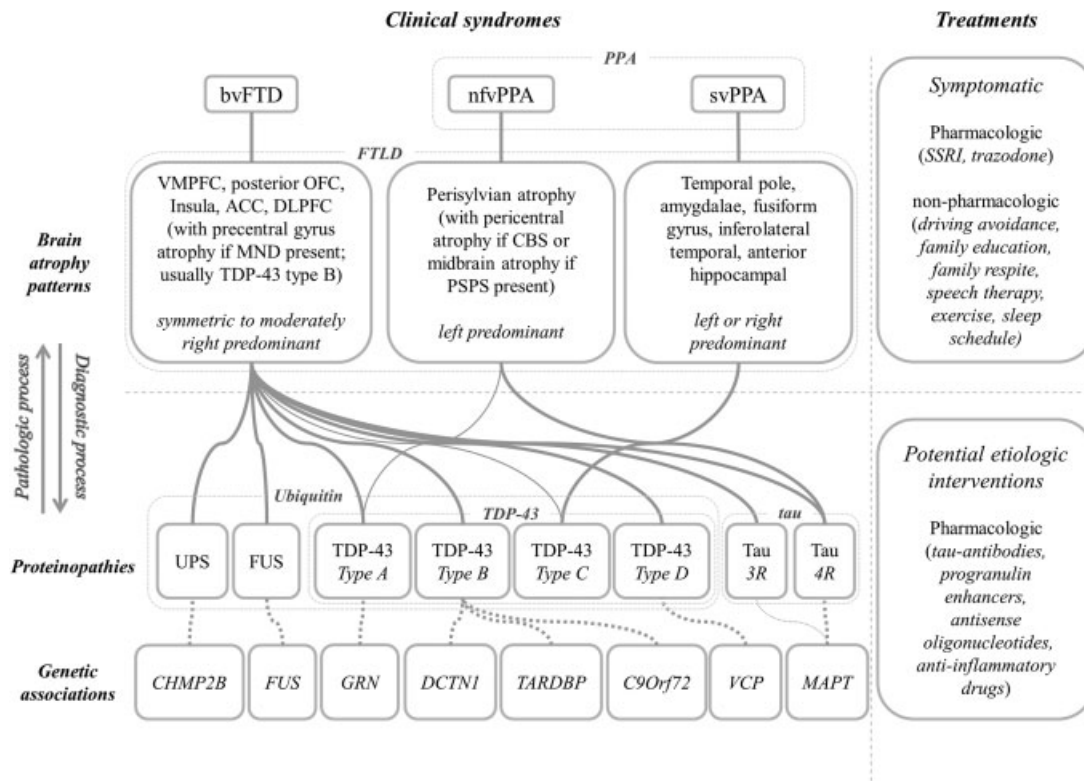 Clinical syndromes
Treatments
PPA
bvFTD
nfvPPA
svPPA
FTLD
Brain
atrophy
patterns
VMPFC, posterior OFC,
Insula, ACC, DLPFC
(with precentral gyrus
atrophy if MND present;
usually TDP-43 type B)
symmetric to moderately
right predominant
Perisylvian atrophy
(with pericentral
atrophy if CBS or
midbrain atrophy if
PSPS present)
left predominant
Temporal pole,
amygdalae, fusiform
gyrus, inferolateral
temporal, anterior
hippocampal
left or right
predominant
Symptomatic
Pharmacologic
(SSRI, trazodone)
non-pharmacologic
(driving avoidance,
family education,
family respite,
speech therapy,
exercise, sleep
schedule)
Pathologic process
Diagnostic process
Ubiquitin
TDP-43
tau
Proteinopathies
UPS
FUS
TDP-43
Type A
TDP-43
Type B
TDP-43
Type C
TDP-43
Type D
Tau
3R
Tau
4R
Genetic
associations
CHMP2B
FUS
GRN
DCTN1
TARDBP
C9Orf72
VCP
MAPT
Potential etiologic
interventions
Pharmacologic
(tau-antibodies,
progranulin
enhancers,
antisense
oligonucleotides,
anti-inflammatory
drugs)